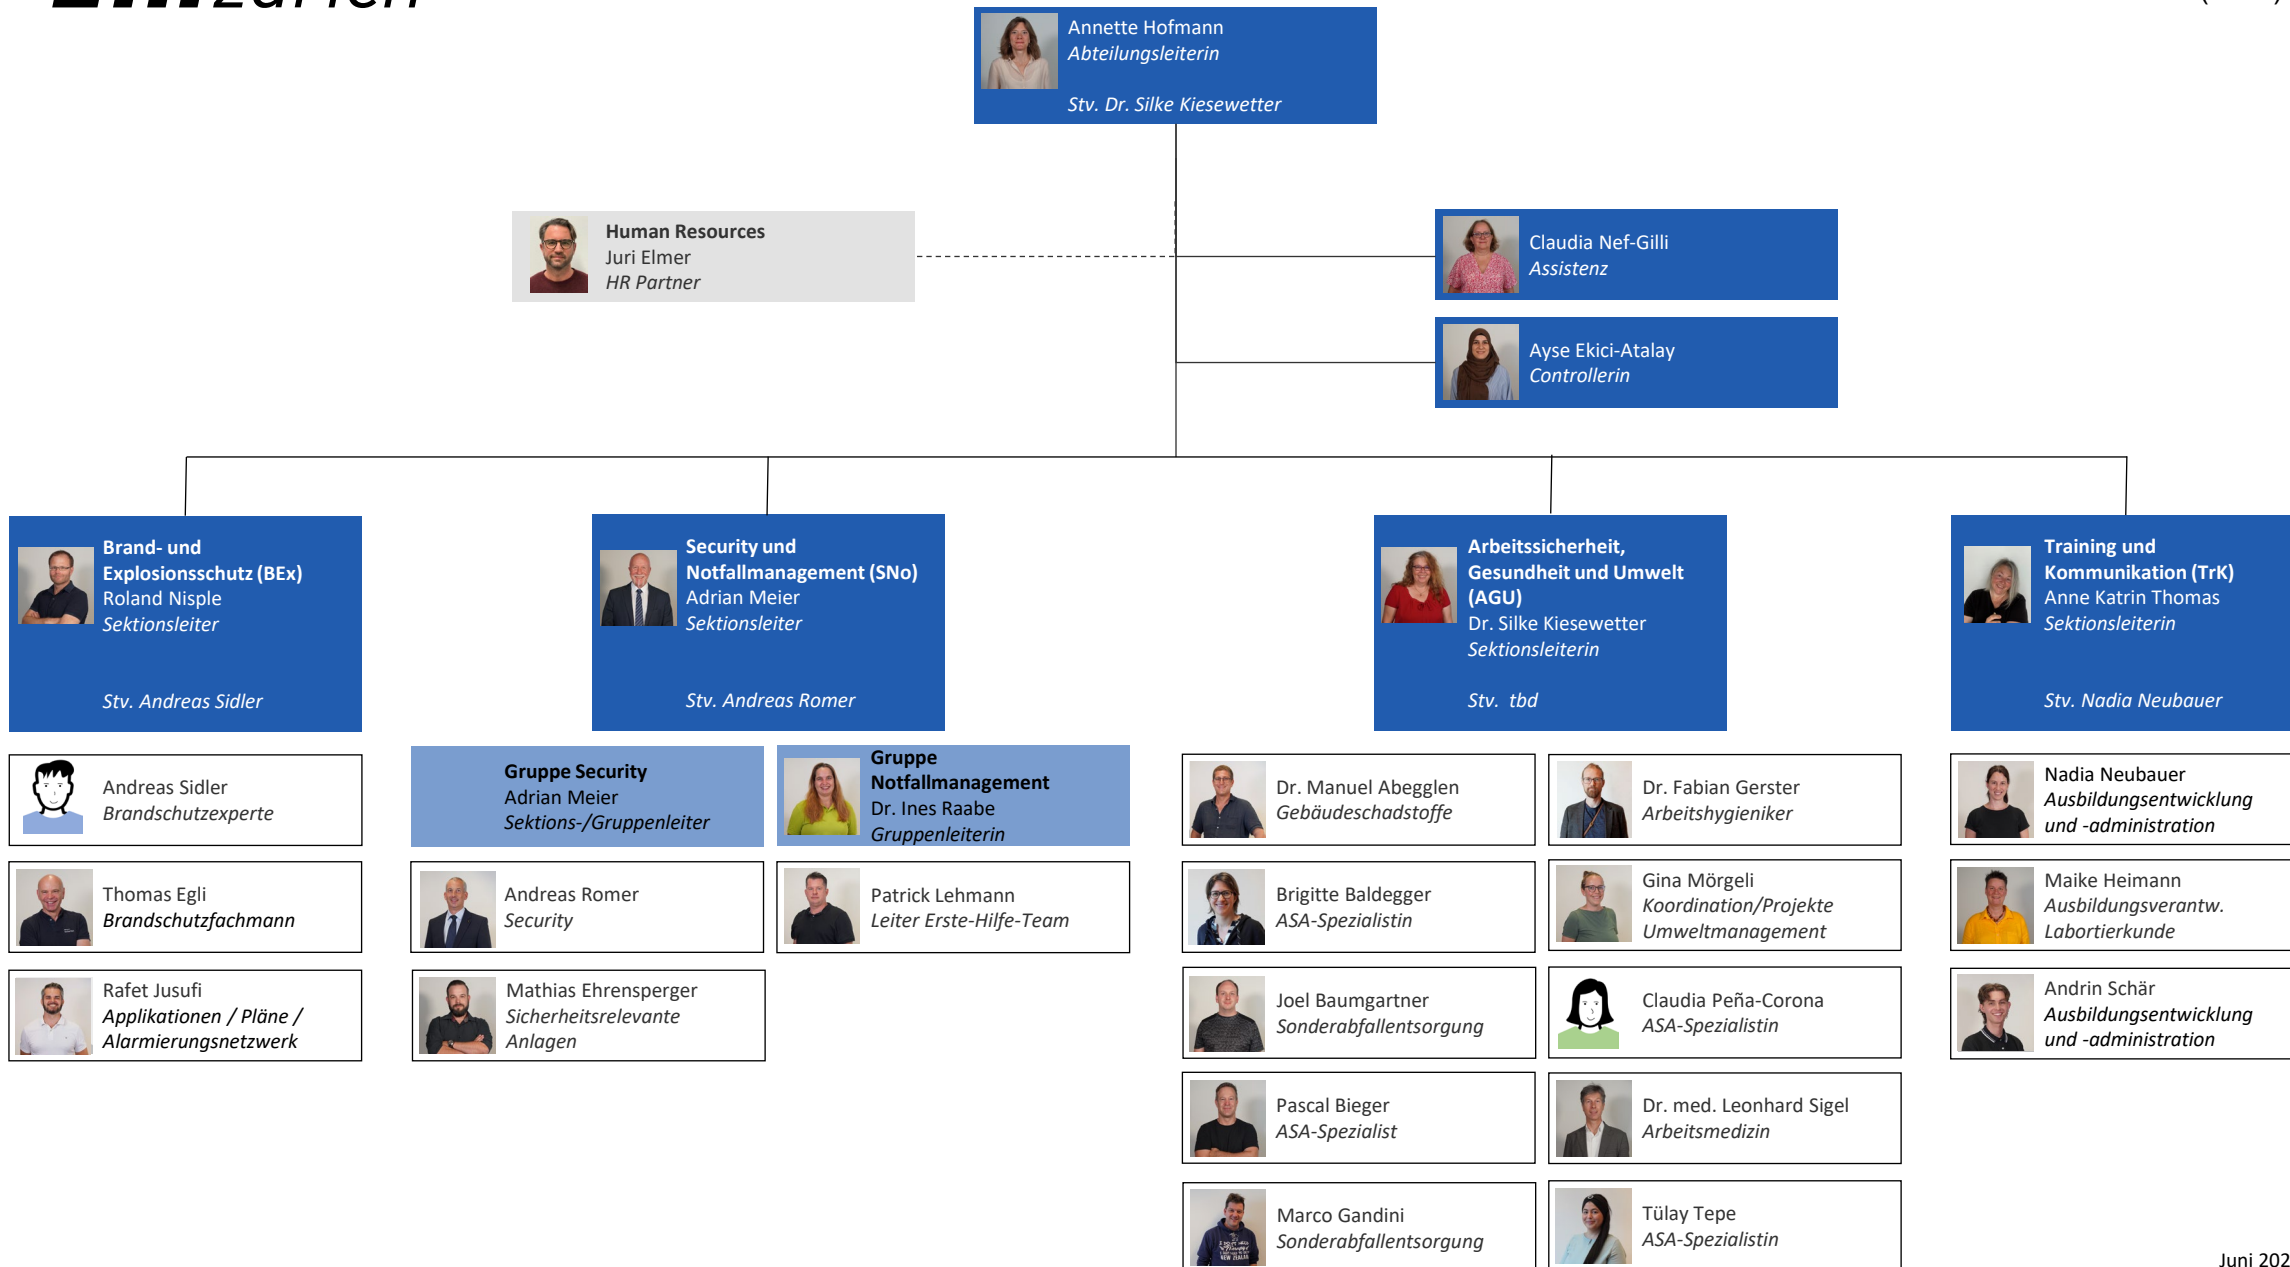 zürich
Annette Hofmann
Abteilungsleiterin
Stv. Dr. Silke Kiesewetter
Human Resources
Juri Elmer
HR Partner
Claudia Nef-Gilli
Assistenz
Ayse Ekici-Atalay
Controllerin
Brand- und
Explosionsschutz (BEx)
Roland Nisple
Sektionsleiter
Stv. Andreas Sidler
Security und
Notfallmanagement (SNo)
Adrian Meier
Sektionsleiter
Stv. Andreas Romer
Arbeitssicherheit,
Gesundheit und Umwelt
(AGU)
Dr. Silke Kiesewetter
Sektionsleiterin
Stv. tbd
Training und
Kommunikation (TrK)
Anne Katrin Thomas
Sektionsleiterin
Stv. Nadia Neubauer
Andreas Sidler
Brandschutzexperte
Thomas Egli
Brandschutzfachmann
Rafet Jusufi
Applikationen / Pläne /
Alarmierungsnetzwerk
Gruppe Security
Adrian Meier
Sektions-/Gruppenleiter
Andreas Romer
Security
Mathias Ehrensperger
Sicherheitsrelevante
Anlagen
Gruppe
Notfallmanagement
Dr. Ines Raabe
Gruppenleiterin
Patrick Lehmann
Leiter Erste-Hilfe-Team
Dr. Manuel Abegglen
Gebäudeschadstoffe
Brigitte Baldegger
ASA-Spezialistin
Joel Baumgartner
Sonderabfallentsorgung
Pascal Bieger
ASA-Spezialist
Marco Gandini
Sonderabfallentsorgung
Dr. Fabian Gerster
Arbeitshygieniker
Gina Mörgeli
Koordination/Projekte
Umweltmanagement
Claudia Peña-Corona
ASA-Spezialistin
Dr. med. Leonhard Sigel
Arbeitsmedizin
Tülay Tepe
ASA-Spezialistin
Nadia Neubauer
Ausbildungsentwicklung
und -administration
Maike Heimann
Ausbildungsverantw.
Labortierkunde
Andrin Schär
Ausbildungsentwicklung
und -administration
Juni 202